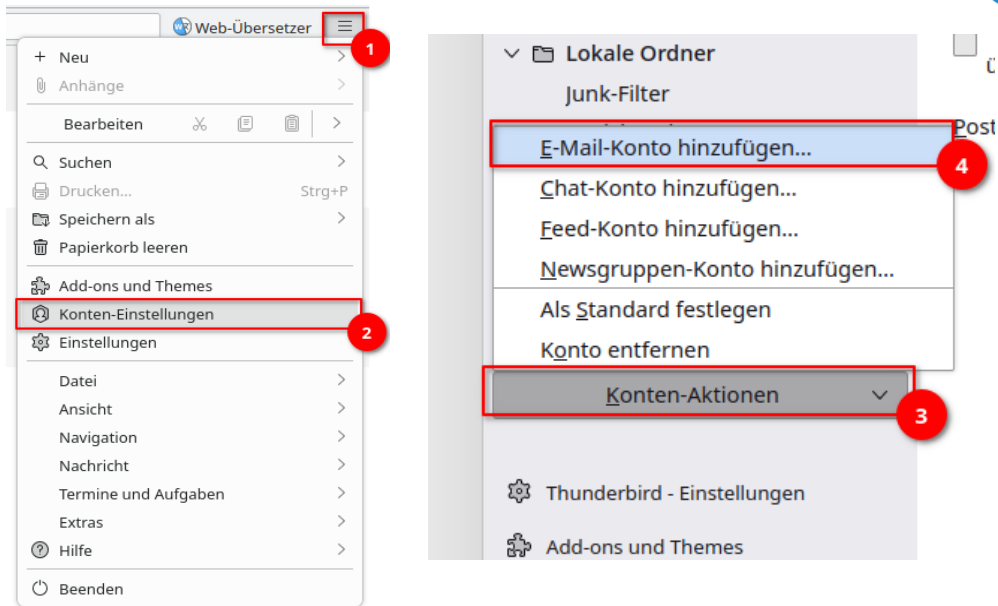 Web-Übersetzer
1
Neu
Anhänge
Bearbeiten
Suchen
Drucken... Strg+P
Speichern als
Papierkorb leeren
Add-ons und Themes
Konten-Einstellungen
2
Einstellungen
Datei
Ansicht
Navigation
Nachricht
Termine und Aufgaben
Extras
Hilfe
Beenden
Lokale Ordner
Junk-Filter
E-Mail-Konto hinzufügen...
4
Chat-Konto hinzufügen...
Feed-Konto hinzufügen...
Newsgruppen-Konto hinzufügen...
Als Standard festlegen
Konto entfernen
Konten-Aktionen
3
Thunderbird - Einstellungen
Add-ons und Themes
Post